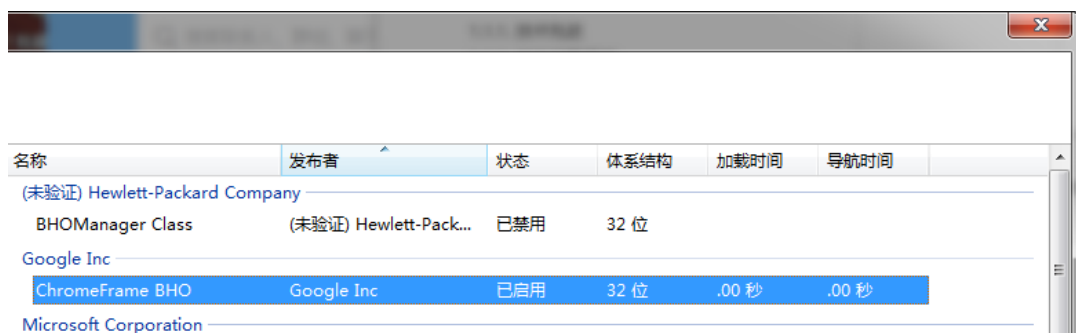 名称 发布者 状态 体系结构 加载时间 导航时间
(未验证) Hewlett-Packard Company
BHOManager Class (未验证) Hewlett-Pack... 已禁用 32 位
Google Inc
ChromeFrame BHO Google Inc 已启用 32 位 .00 秒 .00 秒
Microsoft Corporation